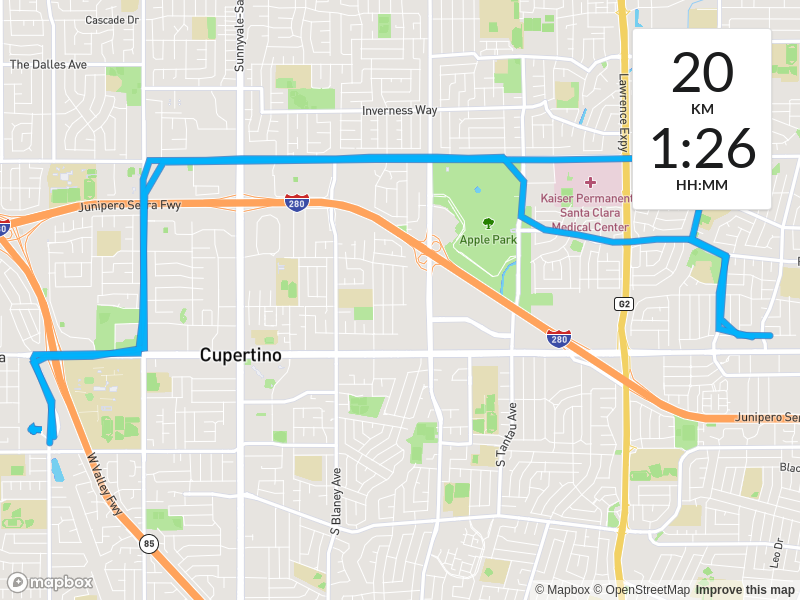 Cascade Dr
Sunnyvale-Sa
The Dalles Ave
Inverness Way
Lawrence Expy
20
KM
1:26
HH:MM
Junipero Serra Fwy
280
280
Kaiser Permanent
Santa Clara
Medical Center
Apple Park
G2
280
Cupertino
S Tantau Ave
Junipero Se
W Valley Fwy
S Blaney Ave
85
Leo Dr
mapbox
© Mapbox © OpenStreetMap Improve this map